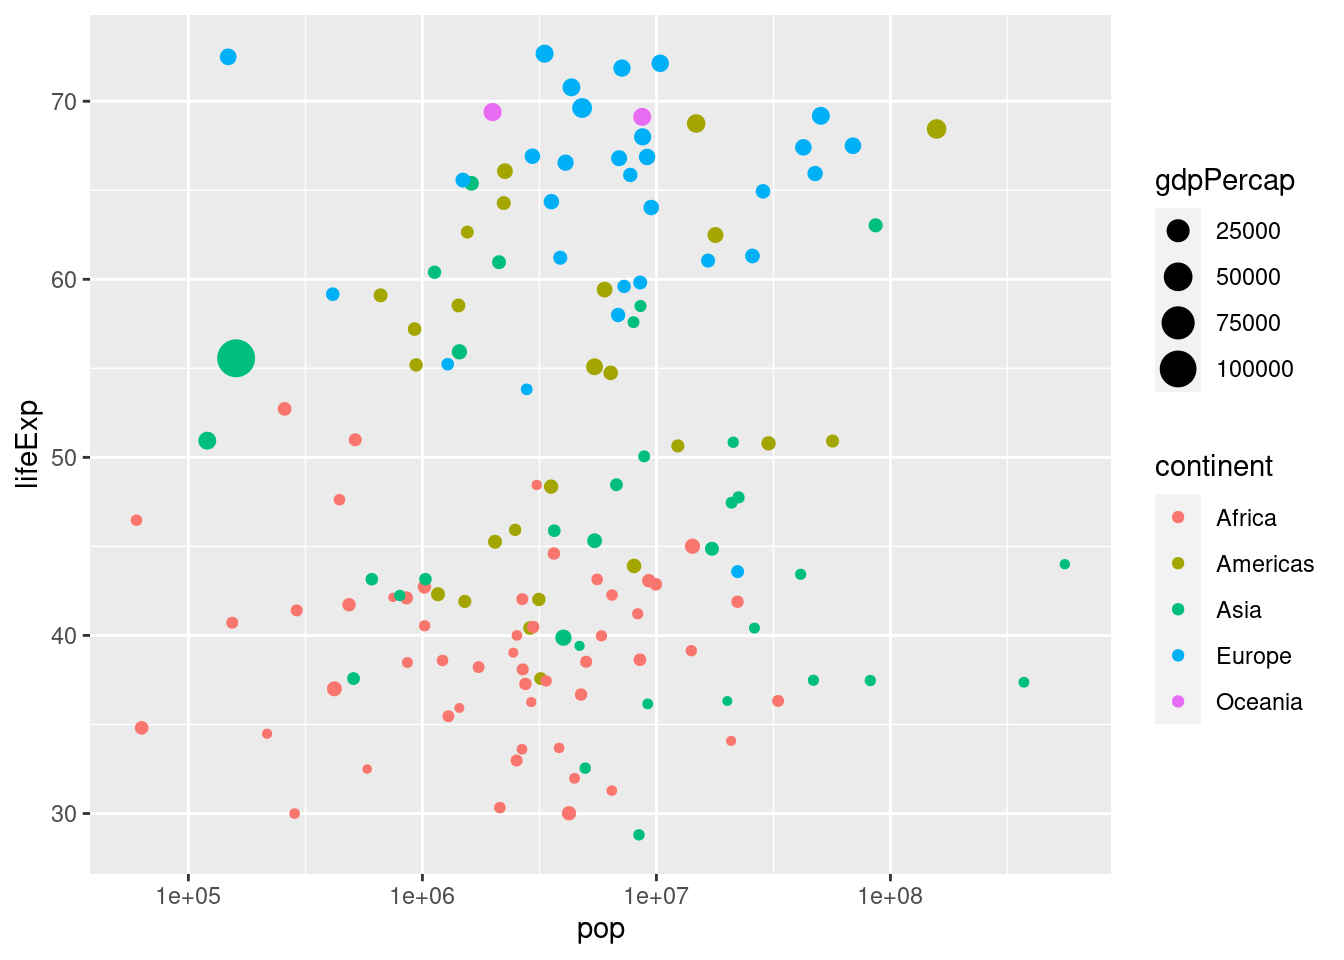 lifeExp
70
60
50
40
30
1e+05
1e+06
1e+07
1e+08
pop
gdpPercap
25000
50000
75000
100000
continent
Africa
Americas
Asia
Europe
Oceania